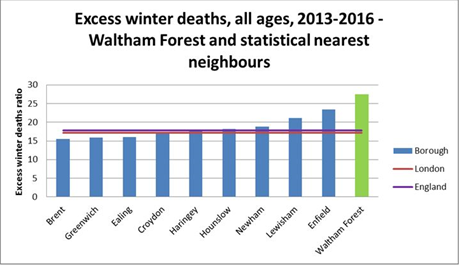 Excess winter deaths, all ages, 2013-2016 -
Waltham Forest and statistical nearest
neighbours
Excess winter deaths ratio
30
25
20
15
10
5
0
Brent
Greenwich
Ealing
Croydon
Haringey
Hounslow
Newham
Lewisham
Enfield
Waltham Forest
Borough
London
England